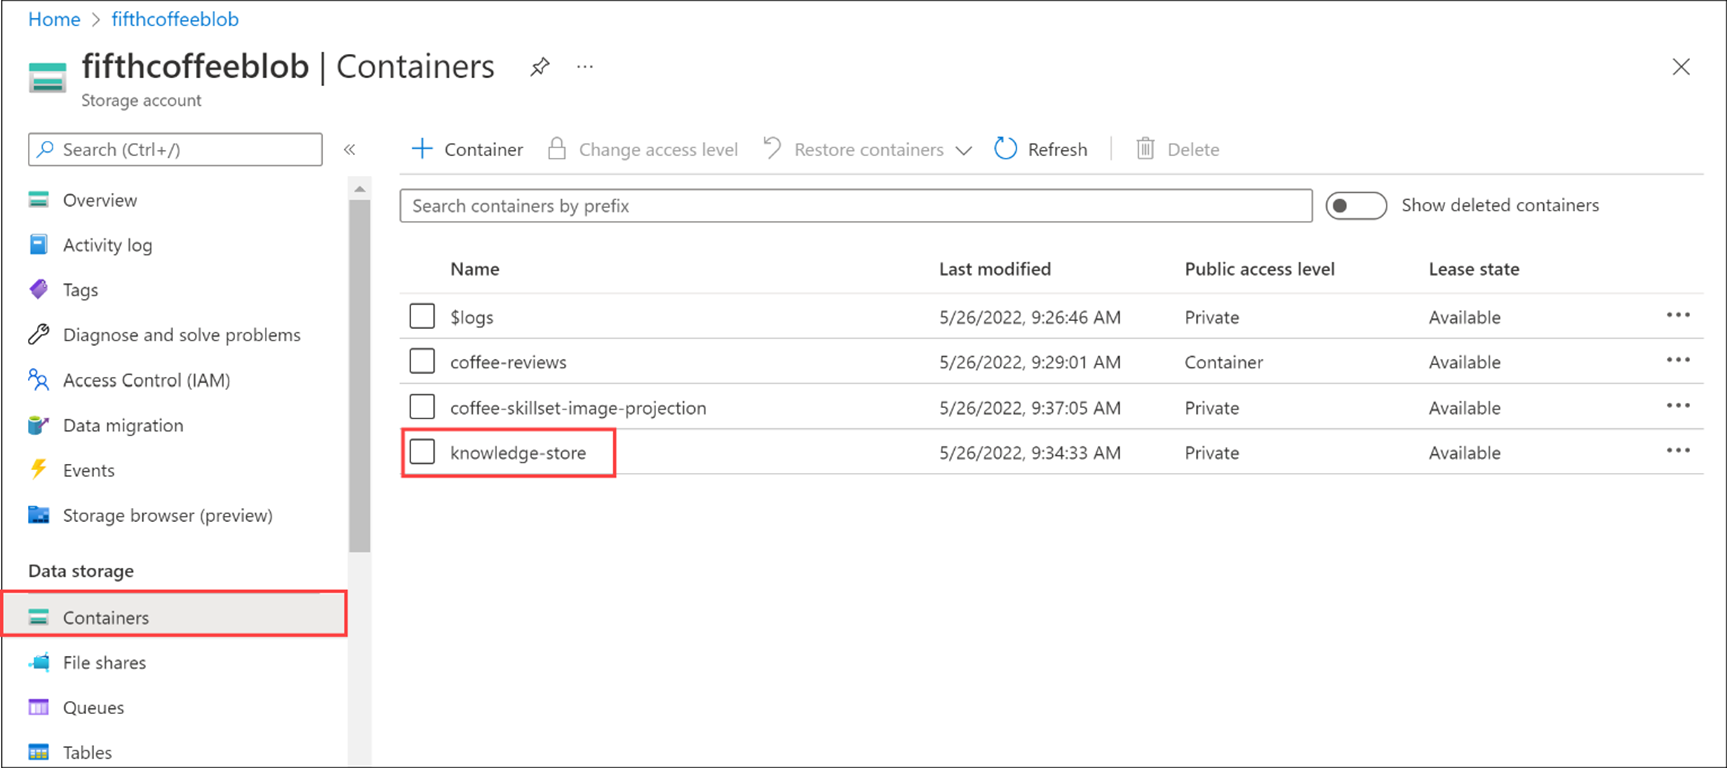 Home > fifthcoffeeblob
fifthcoffeeblob | Containers ...
Storage account
Search (Ctrl+/) «
+ Container Change access level Restore containers Refresh Delete
Search containers by prefix Show deleted containers
Overview
Activity log
Tags
Diagnose and solve problems
Access Control (IAM)
Data migration
Events
Storage browser (preview)
Data storage
Containers
File shares
Queues
Tables
Name Last modified Public access level Lease state
$logs 5/26/2022, 9:26:46 AM Private Available ...
coffee-reviews 5/26/2022, 9:29:01 AM Container Available ...
coffee-skillset-image-projection 5/26/2022, 9:37:05 AM Private Available ...
knowledge-store 5/26/2022, 9:34:33 AM Private Available ...